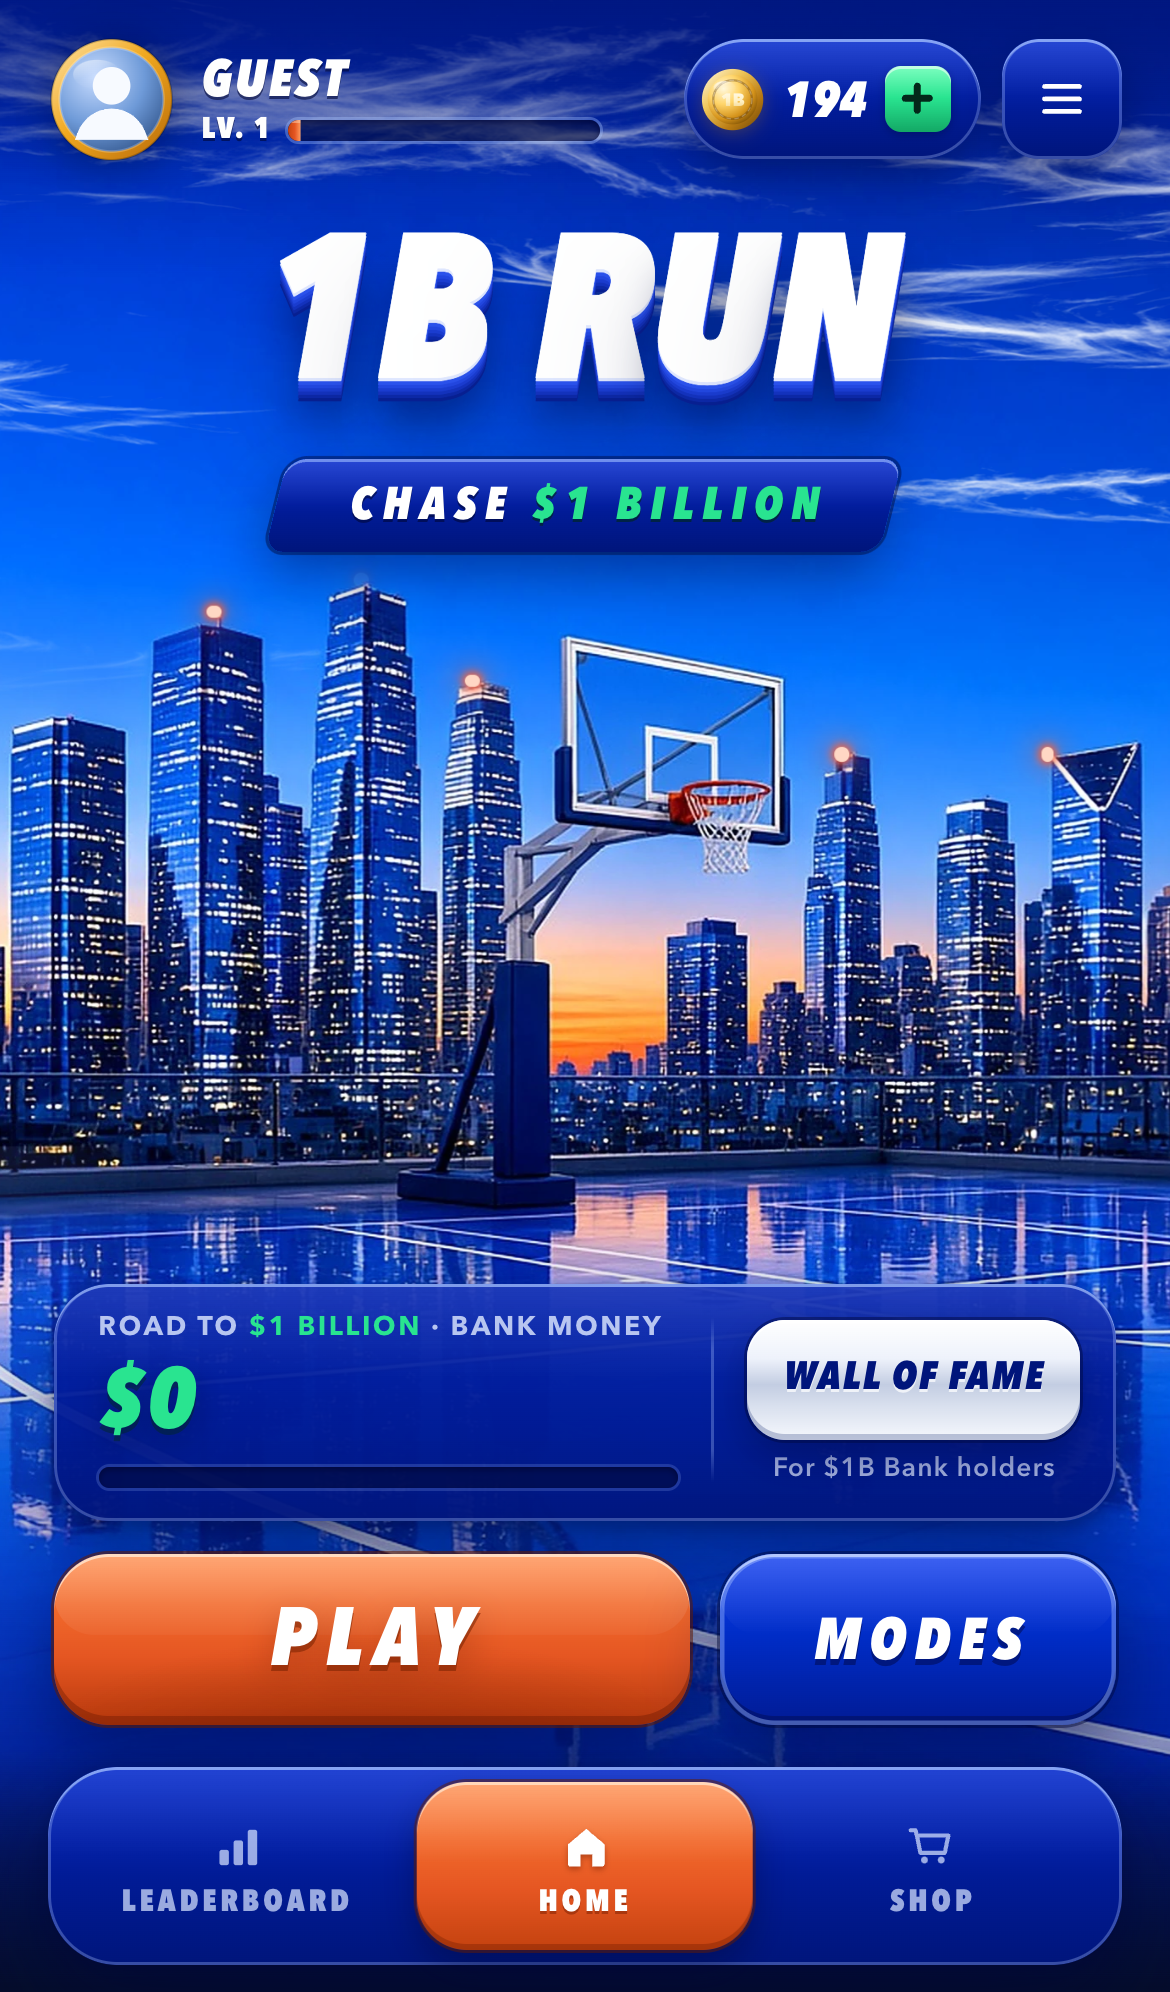 GUEST
LV. 1
1B
194
1B RUN
CHASE $1 BILLION
ROAD TO $1 BILLION · BANK MONEY
$0
WALL OF FAME
For $1B Bank holders
PLAY
MODES
LEADERBOARD
HOME
SHOP